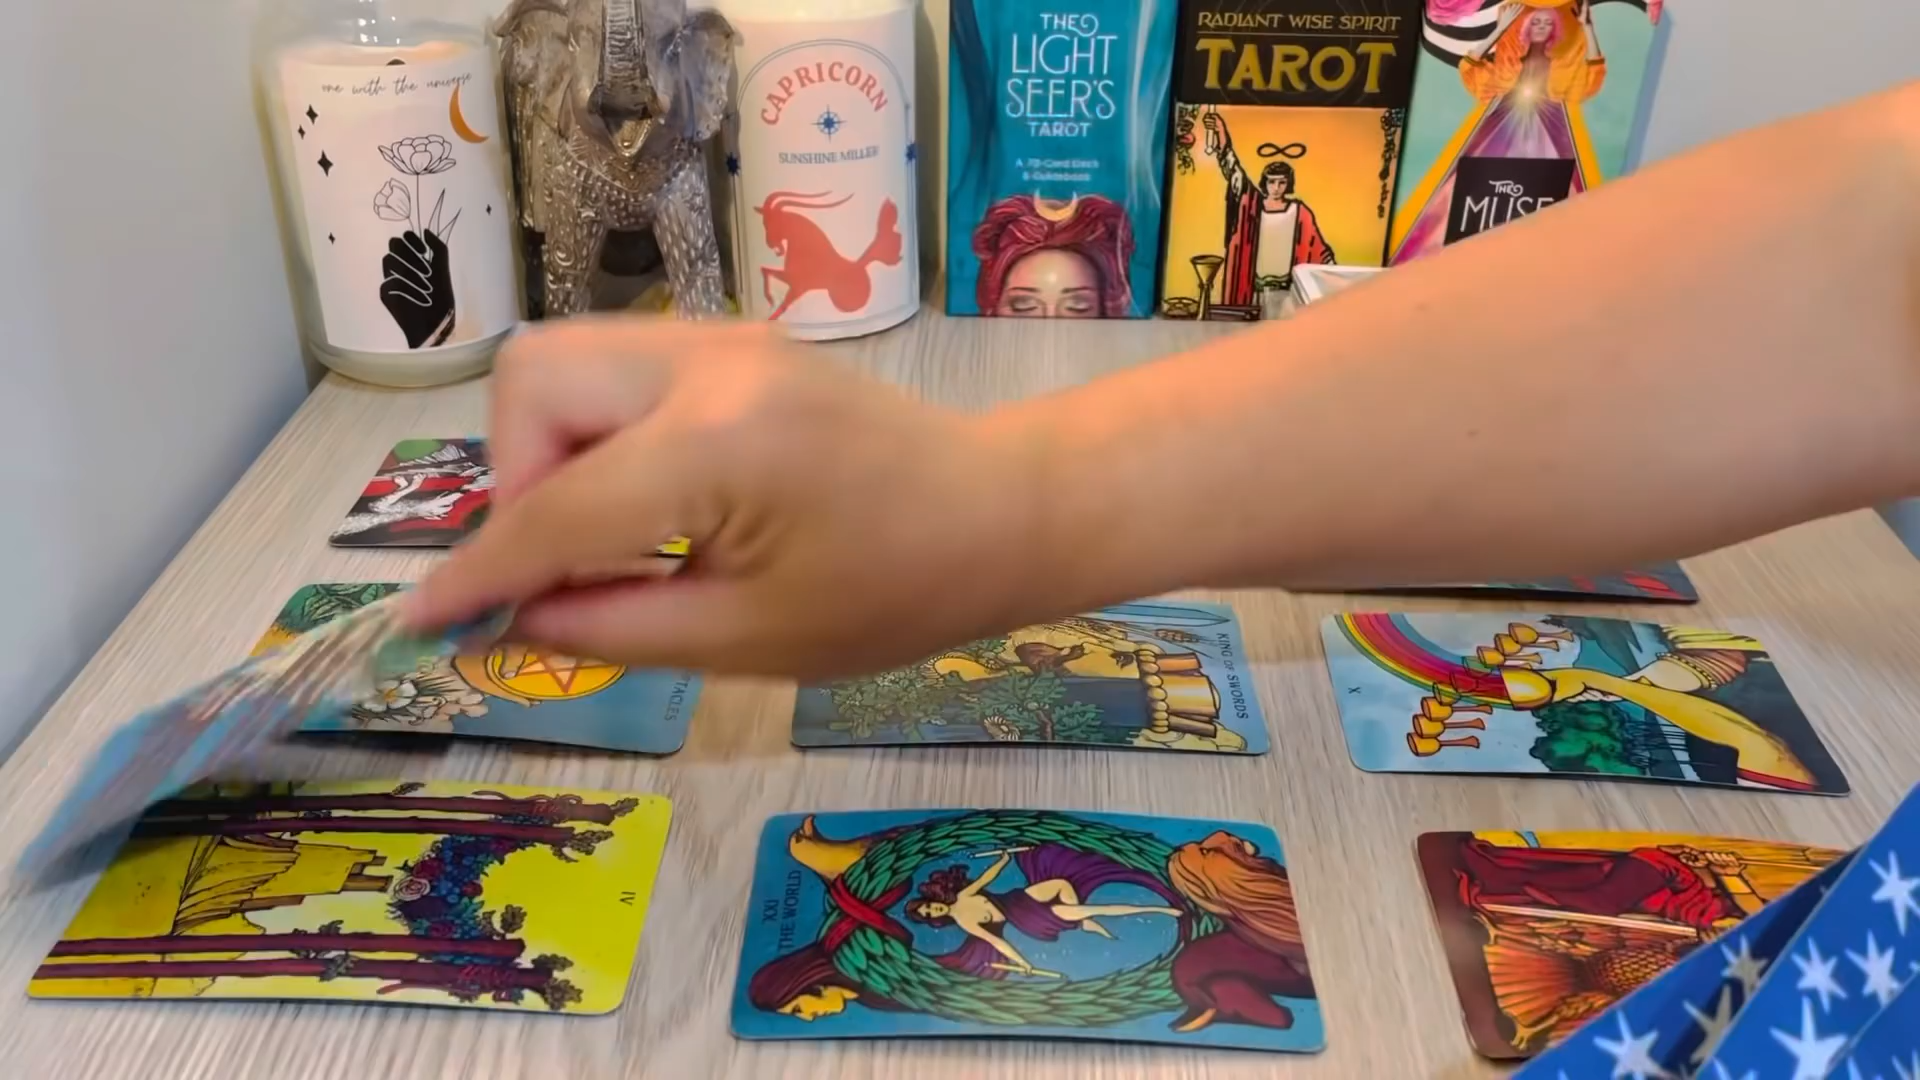 one with the universe
CAPRICORN
SUNSHINE MILLER
THE
LIGHT
SEER'S
TAROT
A 78-Card Deck
& Guidebook
RADIANT WISE SPIRIT
TAROT
THE
MUSE
KING OF SWORDS
X
IV
XXI
THE WORLD